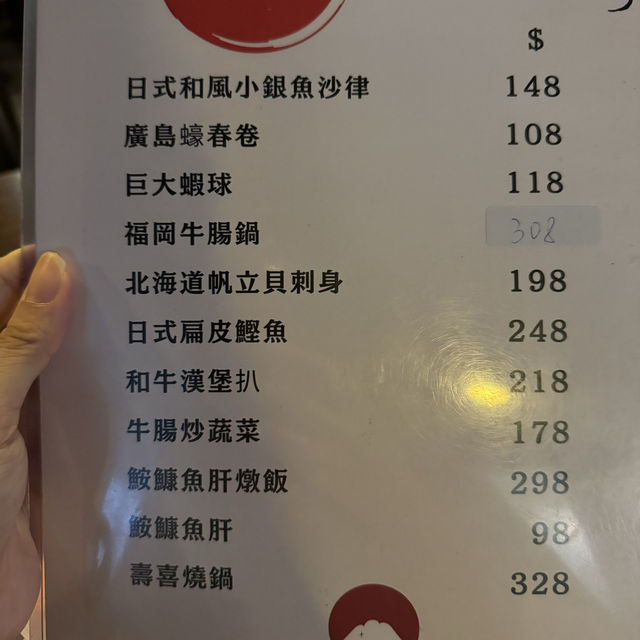 $
日式和風小銀魚沙律 148
廣島蠔春卷 108
巨大蝦球 118
福岡牛腸鍋 308
北海道帆立貝刺身 198
日式扁皮鰹魚 248
和牛漢堡扒 218
牛腸炒蔬菜 178
鮟鱇魚肝燉飯 298
鮟鱇魚肝 98
壽喜燒鍋 328